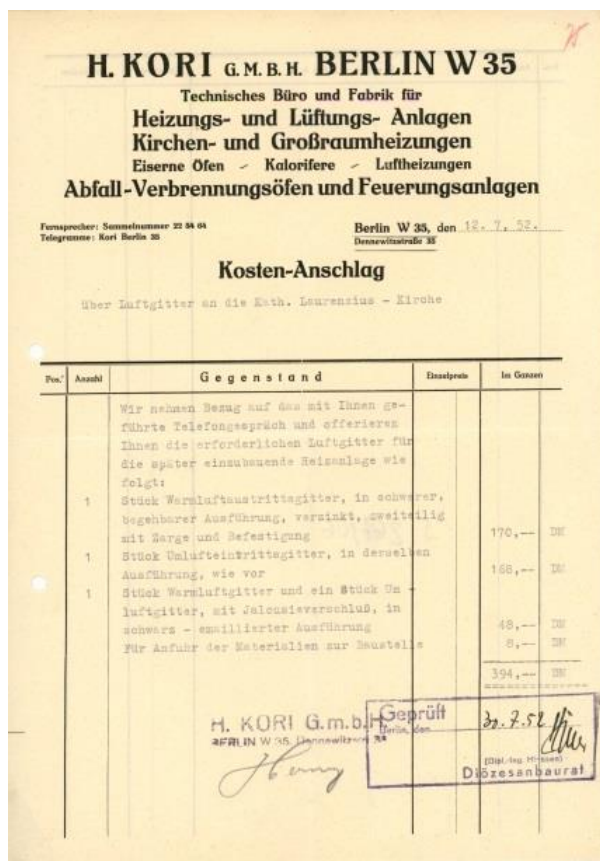 75
H. KORI G. M. B. H. BERLIN W 35
Technisches Büro und Fabrik für
Heizungs- und Lüftungs- Anlagen
Kirchen- und Großraumheizungen
Eiserne Öfen - Kalorifere - Luftheizungen
Abfall-Verbrennungsöfen und Feuerungsanlagen
Fernsprecher: Sammelnummer 22 54 64
Telegramme: Kori Berlin 35
Berlin W 35, den 12. 7. 52.
Dennewitzstraße 35
Kosten-Anschlag
über Luftgitter an die Kath. Laurenzius - Kirche
Pos. Anzahl Gegenstand Einzelpreis Im Ganzen
Wir nehmen Bezug auf das mit Ihnen ge-
führte Telefongespräch und offerieren
Ihnen die erforderlichen Luftgitter für
die später einzubauende Heizanlage wie
folgt:
1 Stück Warmluftaustrittsgitter, in schwerer,
begehbarer Ausführung, verzinkt, zweiteilig
mit Zarge und Befestigung 170,-- DM
1 Stück Umlufteintrittsgitter, in derselben
Ausführung, wie vor 168,-- DM
1 Stück Warmluftgitter und ein Stück Um -
luftgitter, mit Jalousieverschluß, in
schwarz - emaillierter Ausführung 48,-- DM
Für Anfuhr der Materialien zur Baustelle 8,-- DM
394,-- DM
H. KORI G.m.b.H.
BERLIN W 35, Dennewitzstr. 35
Geprüft
Berlin, den 30.7.52
(Dipl.-Ing. Hinssen)
Diözesanbaurat